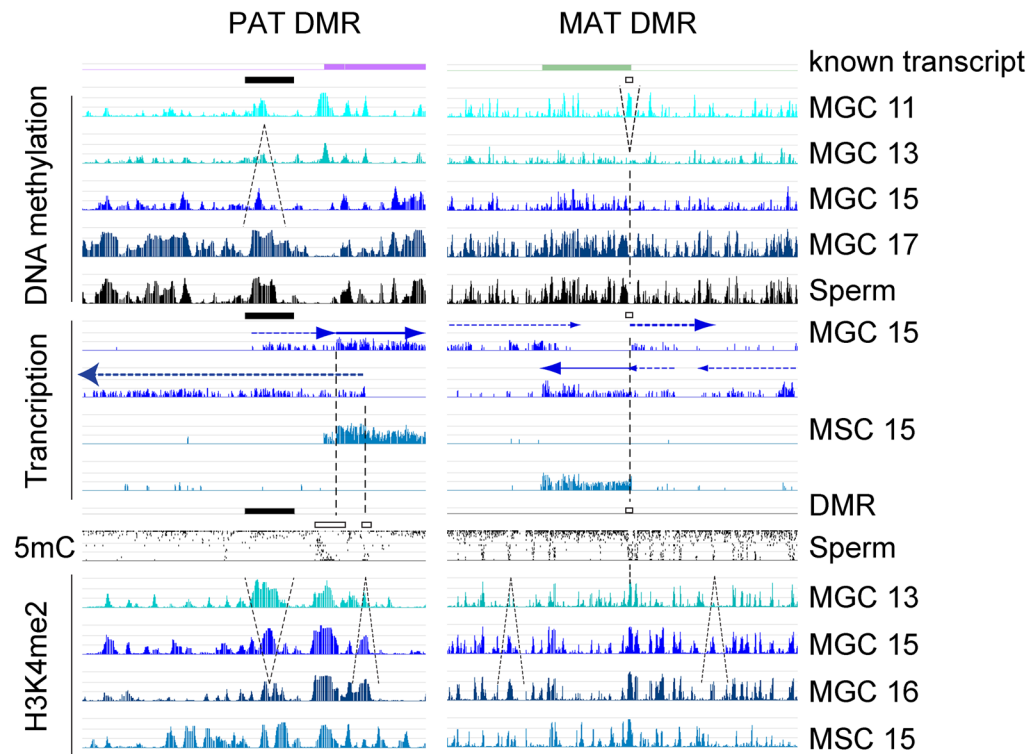 PAT DMR
MAT DMR
known transcript
DNA methylation
MGC 11
MGC 13
MGC 15
MGC 17
Sperm
Trancription
MGC 15
MSC 15
DMR
5mC
Sperm
H3K4me2
MGC 13
MGC 15
MGC 16
MSC 15